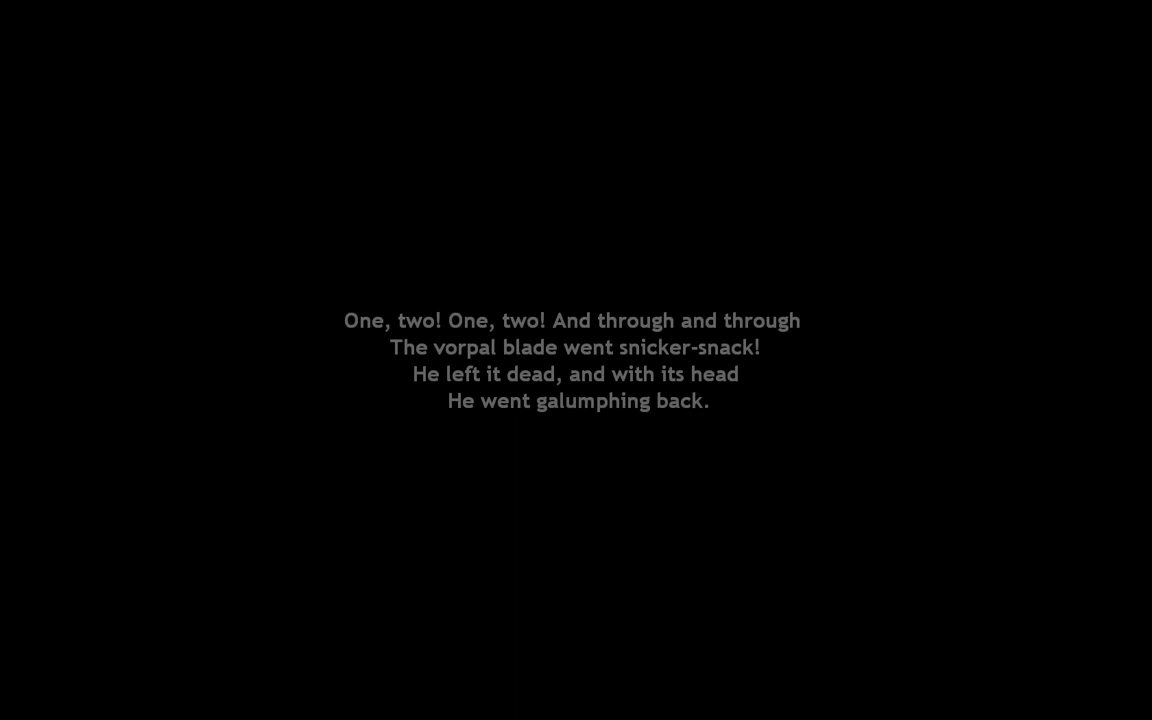 One, two! One, two! And through and through
The vorpal blade went snicker-snack!
He left it dead, and with its head
He went galumphing back.